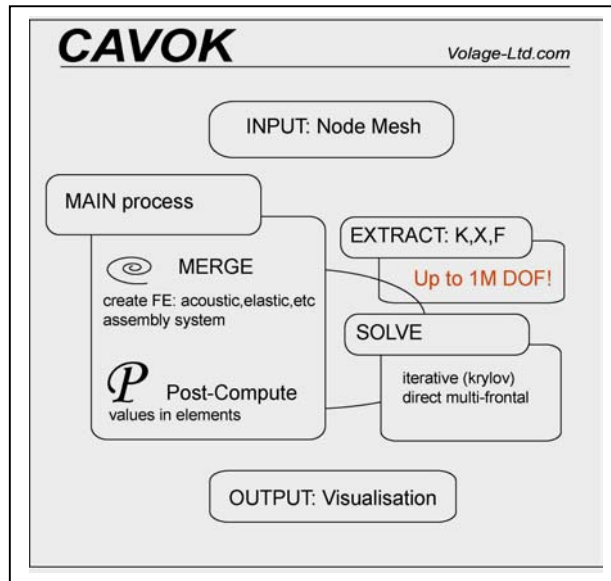 CAVOK
Volage-Ltd.com
INPUT: Node Mesh
MAIN process
MERGE
create FE: acoustic,elastic,etc
assembly system
P Post-Compute
values in elements
EXTRACT: K,X,F
Up to 1M DOF!
SOLVE
iterative (krylov)
direct multi-frontal
OUTPUT: Visualisation